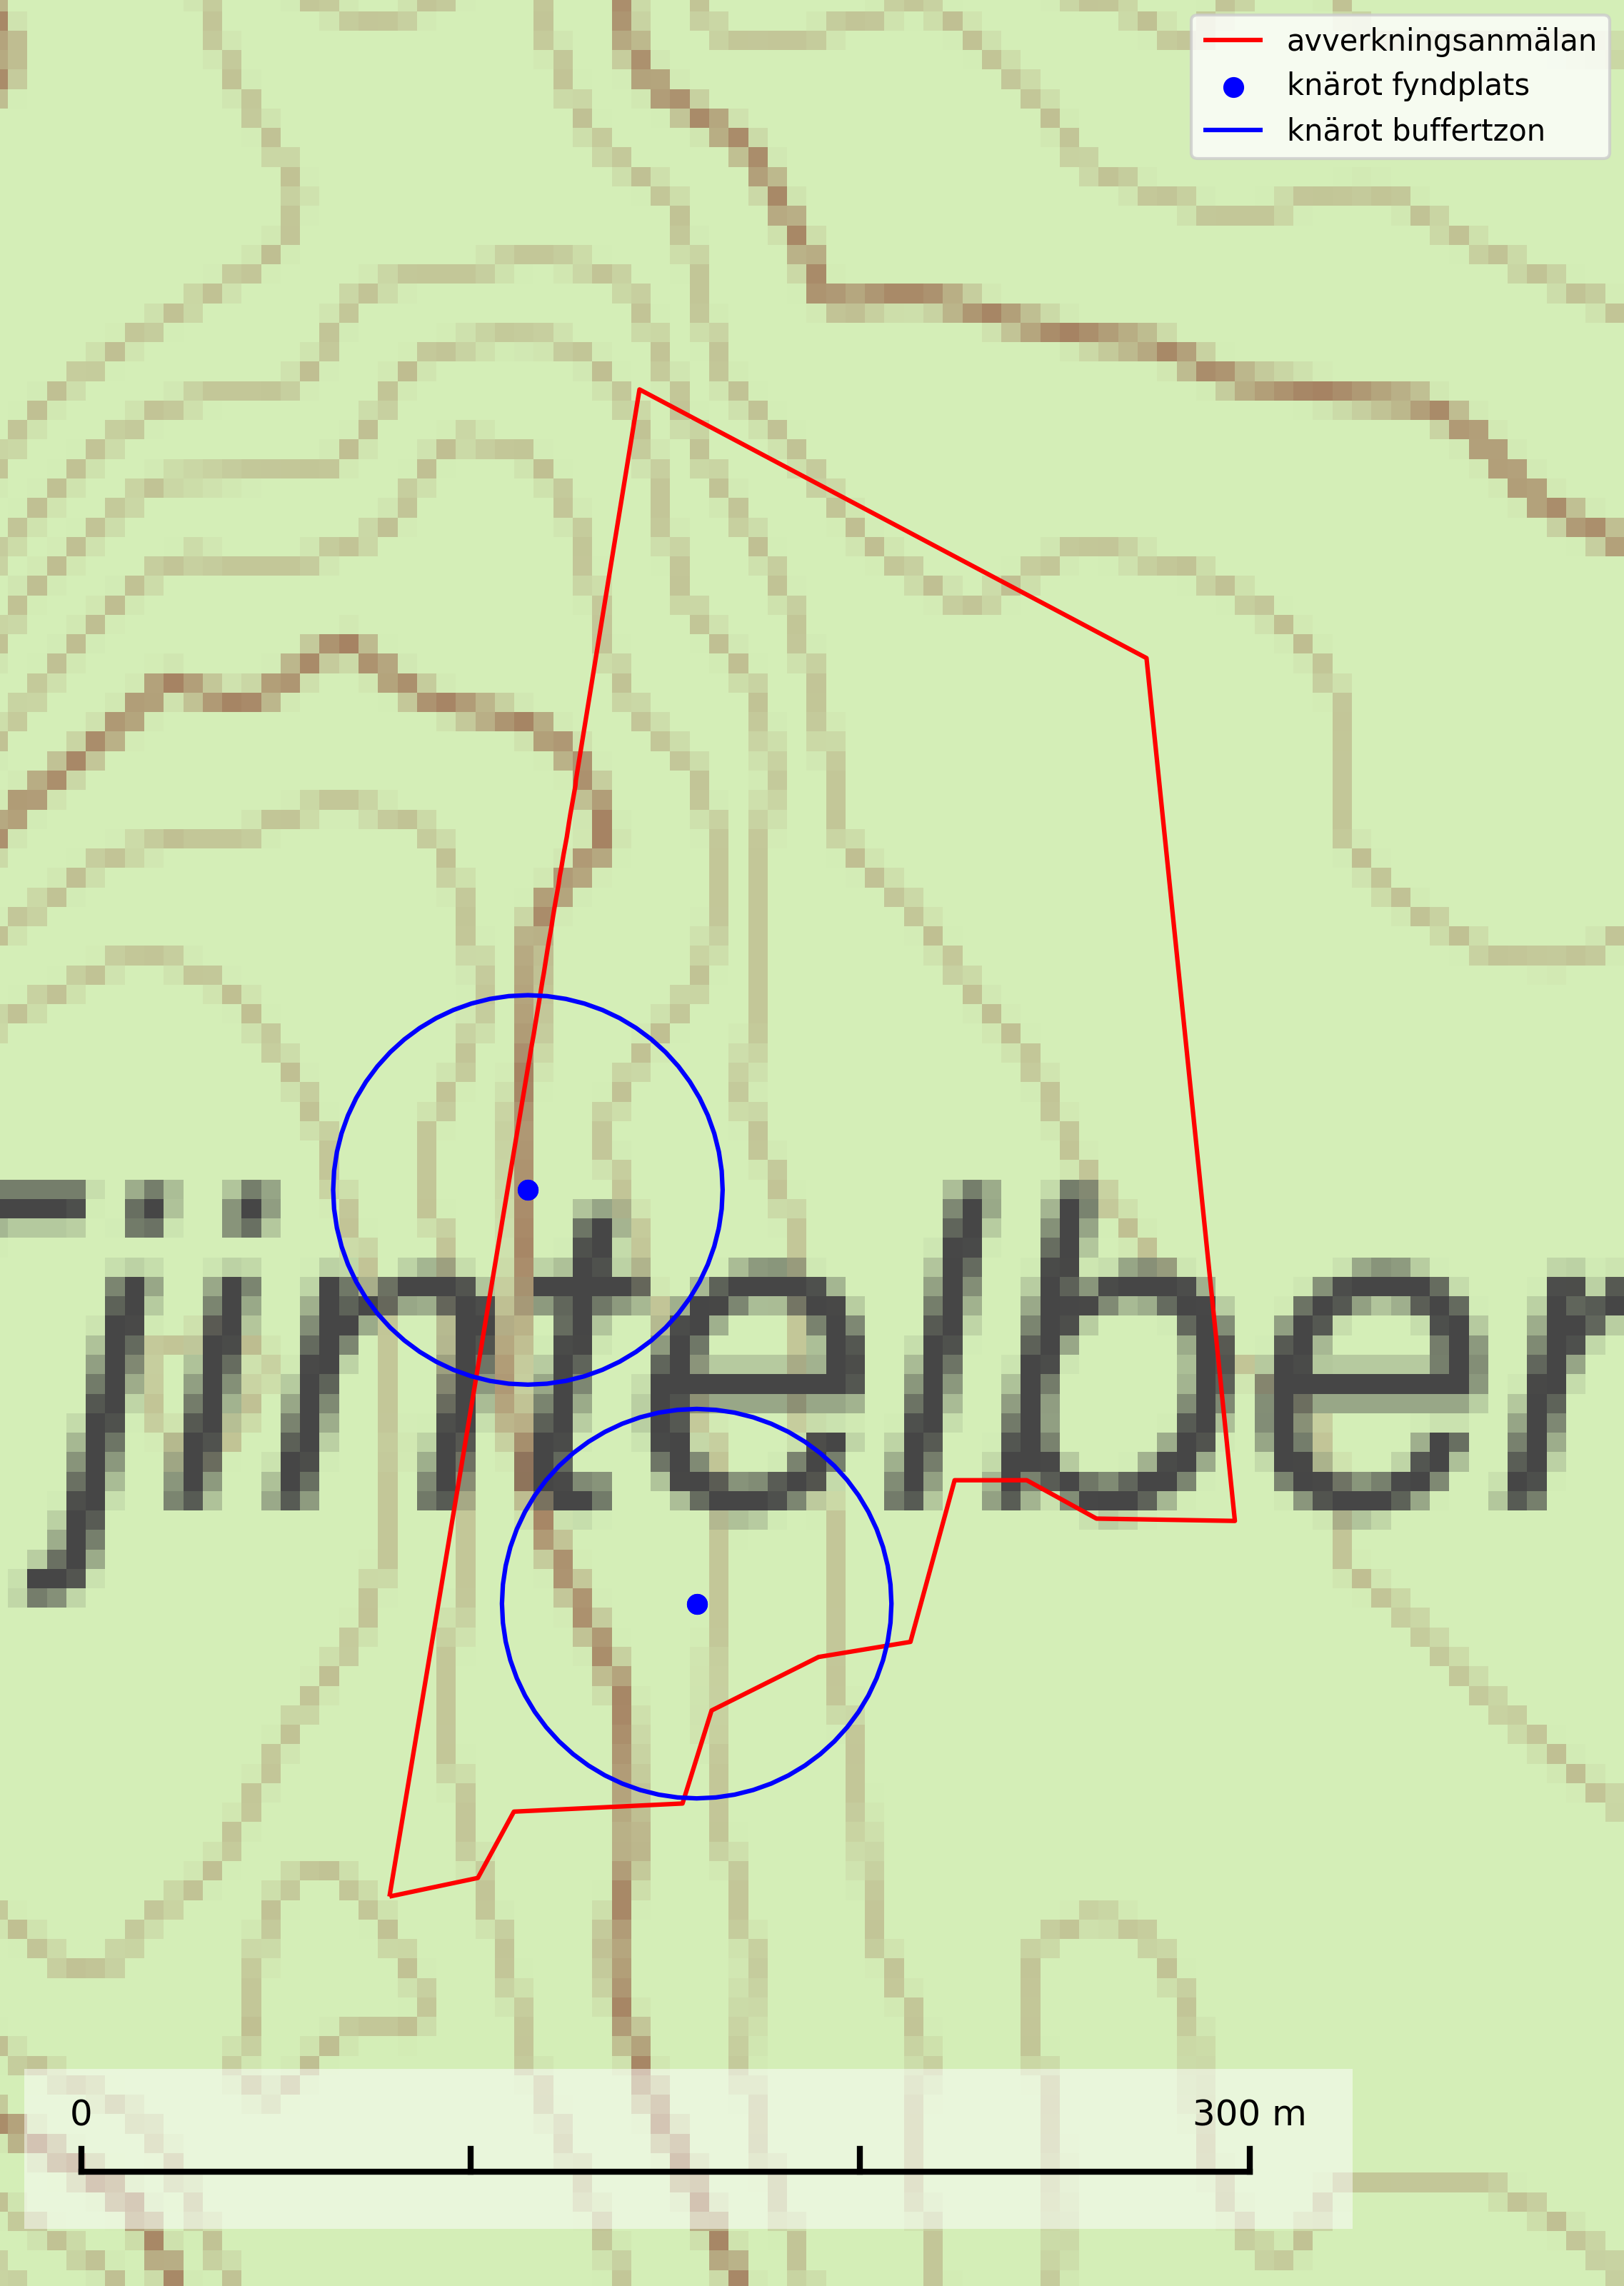 avverkningsanmälan
knärot fyndplats
knärot buffertzon
0
300 m